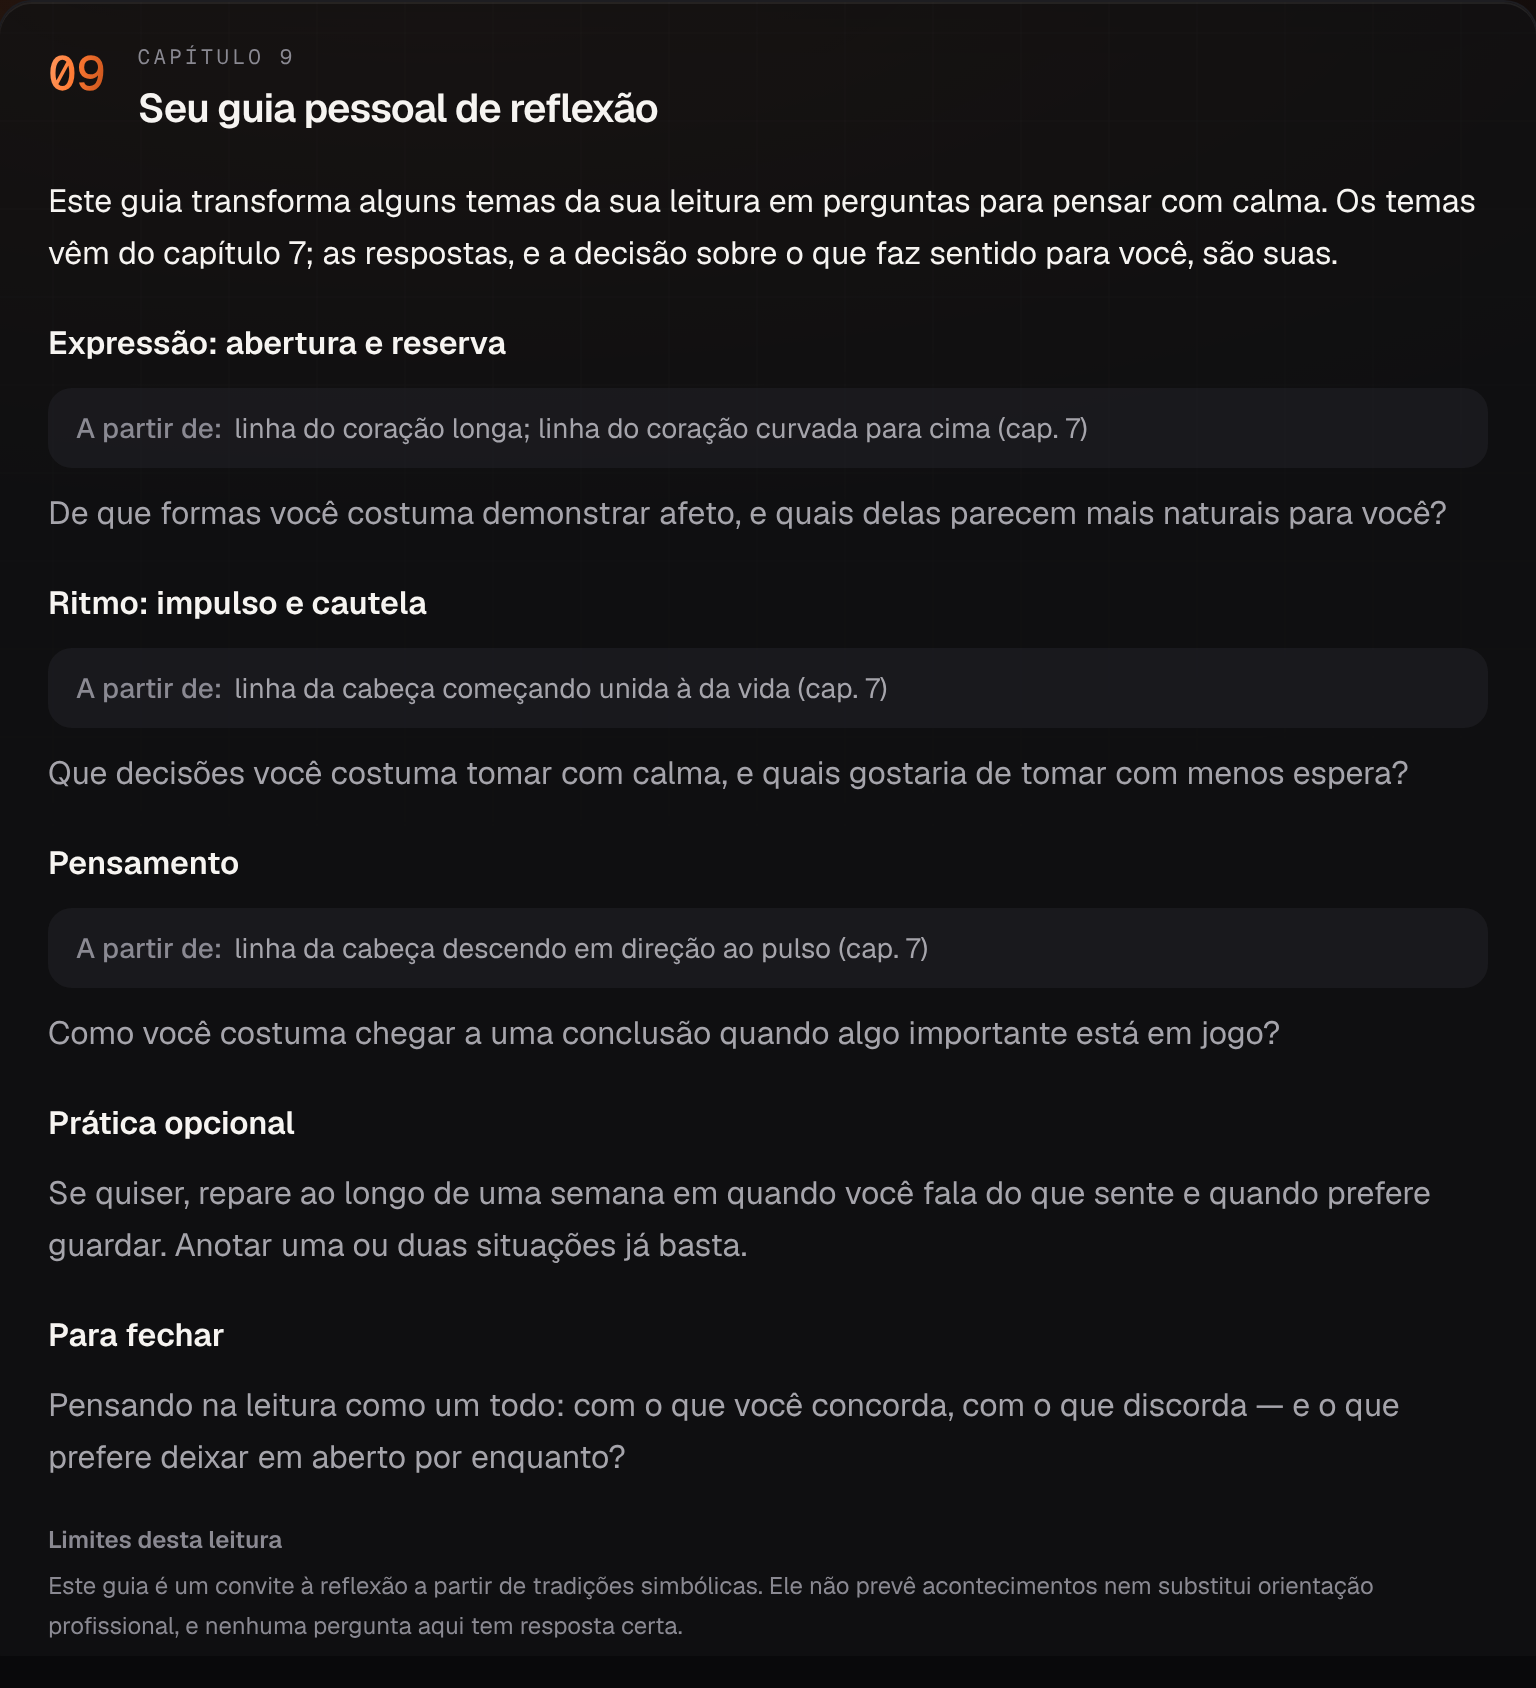 09
CAPÍTULO 9
Seu guia pessoal de reflexão
Este guia transforma alguns temas da sua leitura em perguntas para pensar com calma. Os temas
vêm do capítulo 7; as respostas, e a decisão sobre o que faz sentido para você, são suas.
Expressão: abertura e reserva
A partir de: linha do coração longa; linha do coração curvada para cima (cap. 7)
De que formas você costuma demonstrar afeto, e quais delas parecem mais naturais para você?
Ritmo: impulso e cautela
A partir de: linha da cabeça começando unida à da vida (cap. 7)
Que decisões você costuma tomar com calma, e quais gostaria de tomar com menos espera?
Pensamento
A partir de: linha da cabeça descendo em direção ao pulso (cap. 7)
Como você costuma chegar a uma conclusão quando algo importante está em jogo?
Prática opcional
Se quiser, repare ao longo de uma semana em quando você fala do que sente e quando prefere
guardar. Anotar uma ou duas situações já basta.
Para fechar
Pensando na leitura como um todo: com o que você concorda, com o que discorda — e o que
prefere deixar em aberto por enquanto?
Limites desta leitura
Este guia é um convite à reflexão a partir de tradições simbólicas. Ele não prevê acontecimentos nem substitui orientação
profissional, e nenhuma pergunta aqui tem resposta certa.